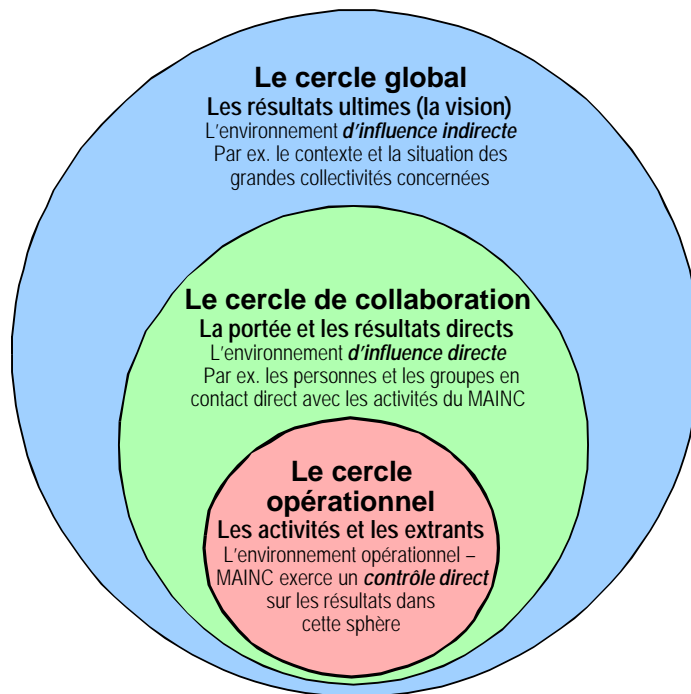 Le cercle global
Les résultats ultimes (la vision)
L'environnement d'influence indirecte
Par ex. le contexte et la situation des
grandes collectivités concernées
Le cercle de collaboration
La portée et les résultats directs
L'environnement d'influence directe
Par ex. les personnes et les groupes en
contact direct avec les activités du MAINC
Le cercle
opérationnel
Les activités et les extrants
L'environnement opérationnel –
MAINC exerce un contrôle direct
sur les résultats dans
cette sphère